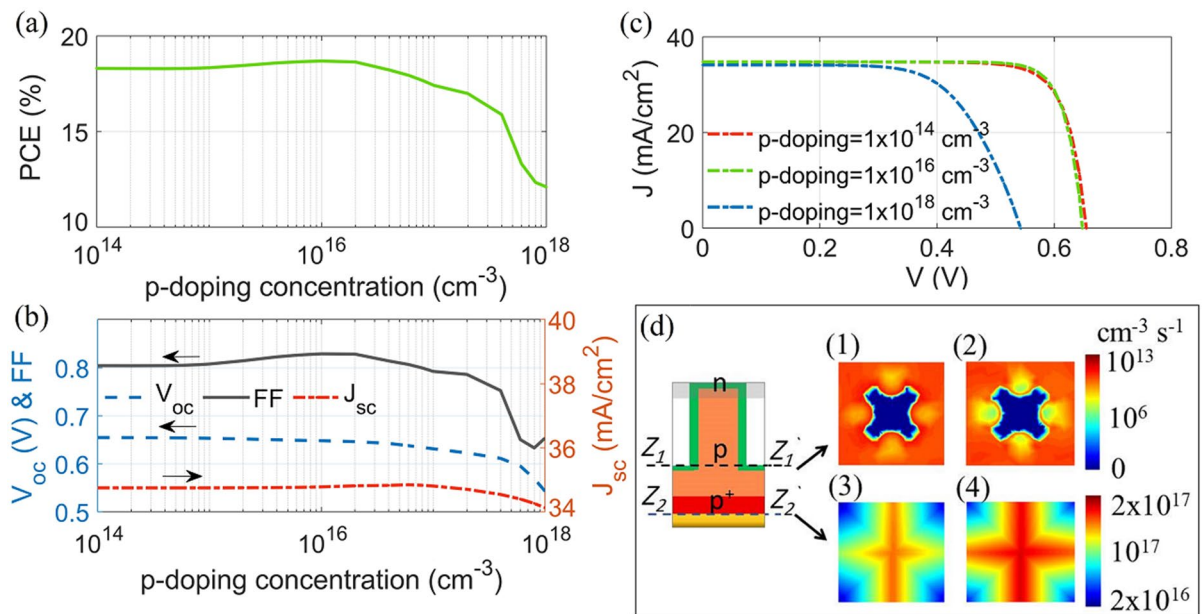 (a)
20
15
10
PCE (%)
10^14
10^16
10^18
p-doping concentration (cm^-3)
(b)
0.8
0.7
0.6
0.5
V_oc (V) & FF
V_oc
FF
J_sc
40
38
36
34
J_sc (mA/cm^2)
10^14
10^16
10^18
p-doping concentration (cm^-3)
(c)
40
20
0
J (mA/cm^2)
p-doping=1x10^14 cm^-3
p-doping=1x10^16 cm^-3
p-doping=1x10^18 cm^-3
0
0.2
0.4
0.6
0.8
V (V)
(d)
n
p
p^+
Z_1
Z_1`
Z_2
Z_2`
(1)
(2)
(3)
(4)
cm^-3 s^-1
10^13
10^6
0
2x10^17
10^17
2x10^16